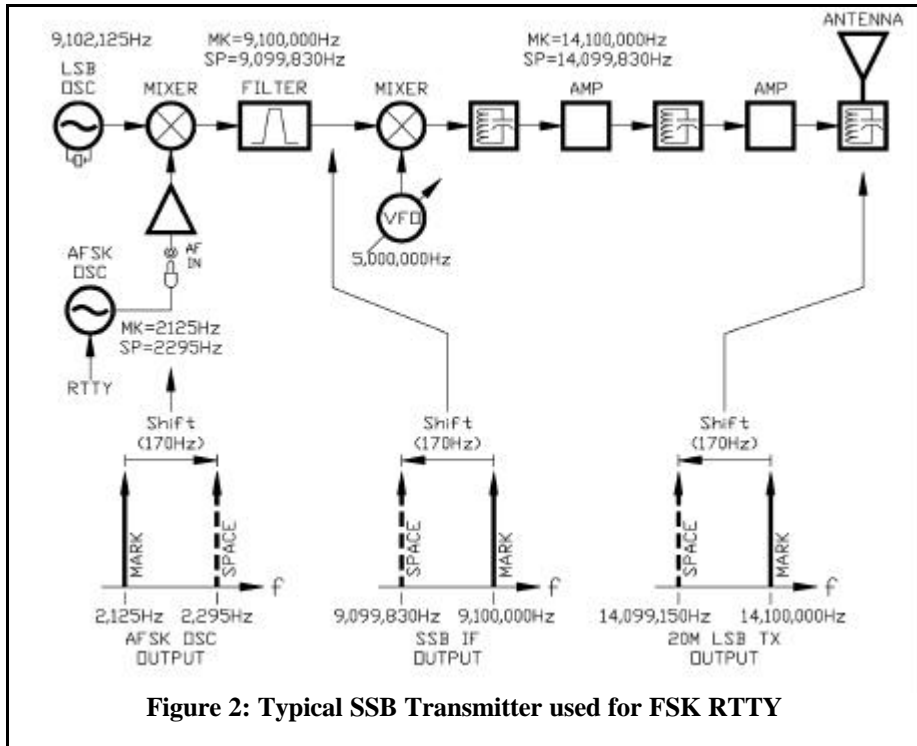 ANTENNA
9,102,125Hz
MK=9,100,000Hz
SP=9,099,830Hz
MK=14,100,000Hz
SP=14,099,830Hz
LSB
OSC
MIXER
FILTER
MIXER
AMP
AMP
VFO
5,000,000Hz
AF
IN
AFSK
OSC
MK=2125Hz
SP=2295Hz
RTTY
Shift
(170Hz)
Shift
(170Hz)
Shift
(170Hz)
MARK
SPACE
f
SPACE
MARK
f
SPACE
MARK
f
2,125Hz
2,295Hz
AFSK OSC
OUTPUT
9,099,830Hz
9,100,000Hz
SSB IF
OUTPUT
14,099,150Hz
14,100,000Hz
20M LSB TX
OUTPUT
Figure 2: Typical SSB Transmitter used for FSK RTTY